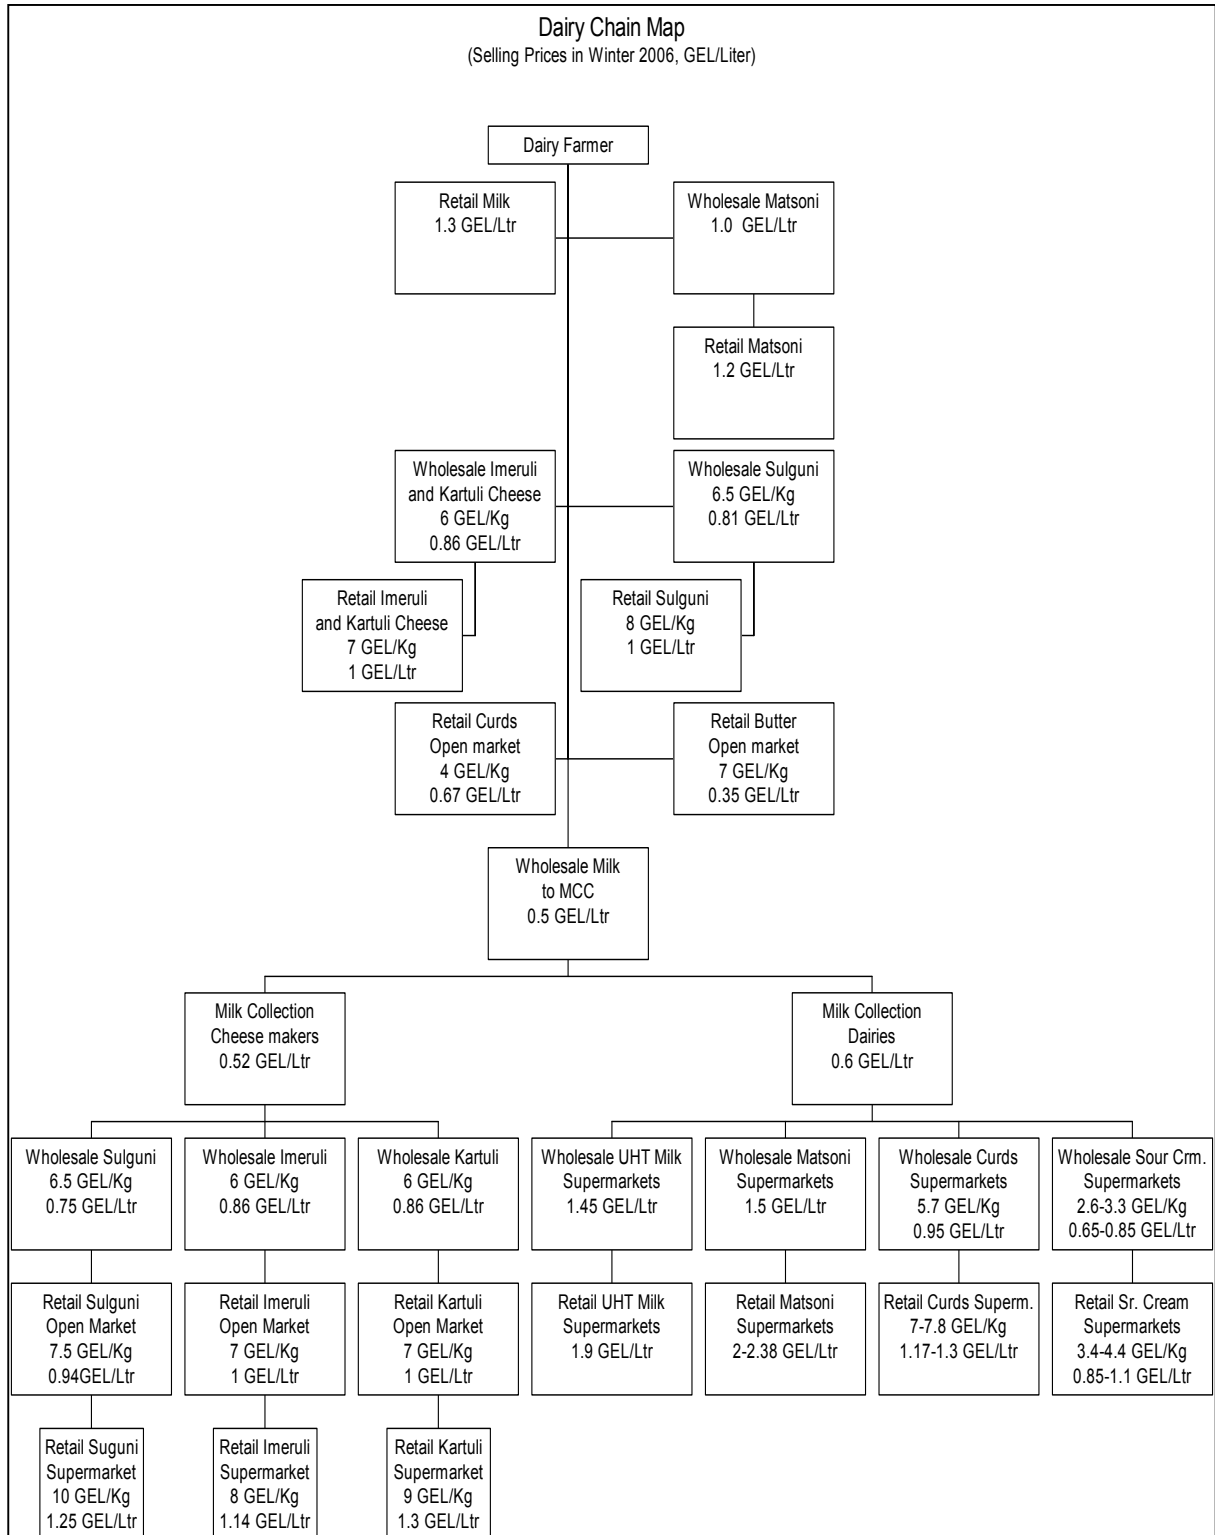 Dairy Chain Map
(Selling Prices in Winter 2006, GEL/Liter)
Dairy Farmer
Retail Milk
1.3 GEL/Ltr
Wholesale Matsoni
1.0 GEL/Ltr
Retail Matsoni
1.2 GEL/Ltr
Wholesale Imeruli
and Kartuli Cheese
6 GEL/Kg
0.86 GEL/Ltr
Wholesale Sulguni
6.5 GEL/Kg
0.81 GEL/Ltr
Retail Imeruli
and Kartuli Cheese
7 GEL/Kg
1 GEL/Ltr
Retail Sulguni
8 GEL/Kg
1 GEL/Ltr
Retail Curds
Open market
4 GEL/Kg
0.67 GEL/Ltr
Retail Butter
Open market
7 GEL/Kg
0.35 GEL/Ltr
Wholesale Milk
to MCC
0.5 GEL/Ltr
Milk Collection
Cheese makers
0.52 GEL/Ltr
Milk Collection
Dairies
0.6 GEL/Ltr
Wholesale Sulguni
6.5 GEL/Kg
0.75 GEL/Ltr
Wholesale Imeruli
6 GEL/Kg
0.86 GEL/Ltr
Wholesale Kartuli
6 GEL/Kg
0.86 GEL/Ltr
Wholesale UHT Milk
Supermarkets
1.45 GEL/Ltr
Wholesale Matsoni
Supermarkets
1.5 GEL/Ltr
Wholesale Curds
Supermarkets
5.7 GEL/Kg
0.95 GEL/Ltr
Wholesale Sour Crm.
Supermarkets
2.6-3.3 GEL/Kg
0.65-0.85 GEL/Ltr
Retail Sulguni
Open Market
7.5 GEL/Kg
0.94GEL/Ltr
Retail Imeruli
Open Market
7 GEL/Kg
1 GEL/Ltr
Retail Kartuli
Open Market
7 GEL/Kg
1 GEL/Ltr
Retail UHT Milk
Supermarkets
1.9 GEL/Ltr
Retail Matsoni
Supermarkets
2-2.38 GEL/Ltr
Retail Curds Superm.
7-7.8 GEL/Kg
1.17-1.3 GEL/Ltr
Retail Sr. Cream
Supermarkets
3.4-4.4 GEL/Kg
0.85-1.1 GEL/Ltr
Retail Suguni
Supermarket
10 GEL/Kg
1.25 GEL/Ltr
Retail Imeruli
Supermarket
8 GEL/Kg
1.14 GEL/Ltr
Retail Kartuli
Supermarket
9 GEL/Kg
1.3 GEL/Ltr